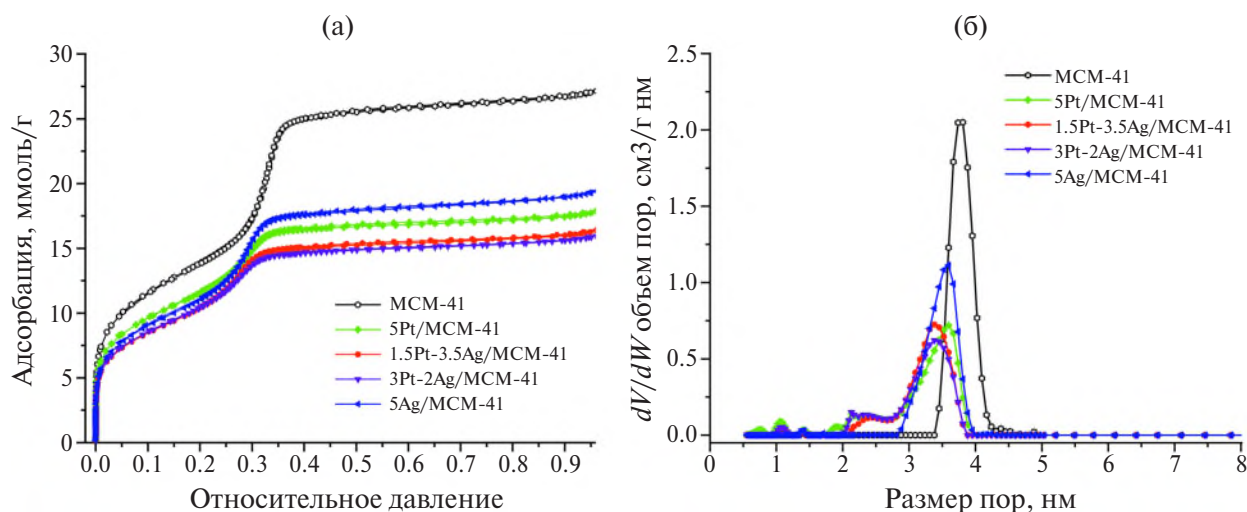 (а)
Адсорбация, ммоль/г
30
25
20
15
10
5
0
0.0 0.1 0.2 0.3 0.4 0.5 0.6 0.7 0.8 0.9
Относительное давление
MCM-41
5Pt/MCM-41
1.5Pt-3.5Ag/MCM-41
3Pt-2Ag/MCM-41
5Ag/MCM-41
(б)
dV/dW объем пор, см3/г нм
2.5
2.0
1.5
1.0
0.5
0.0
0 1 2 3 4 5 6 7 8
Размер пор, нм
MCM-41
5Pt/MCM-41
1.5Pt-3.5Ag/MCM-41
3Pt-2Ag/MCM-41
5Ag/MCM-41